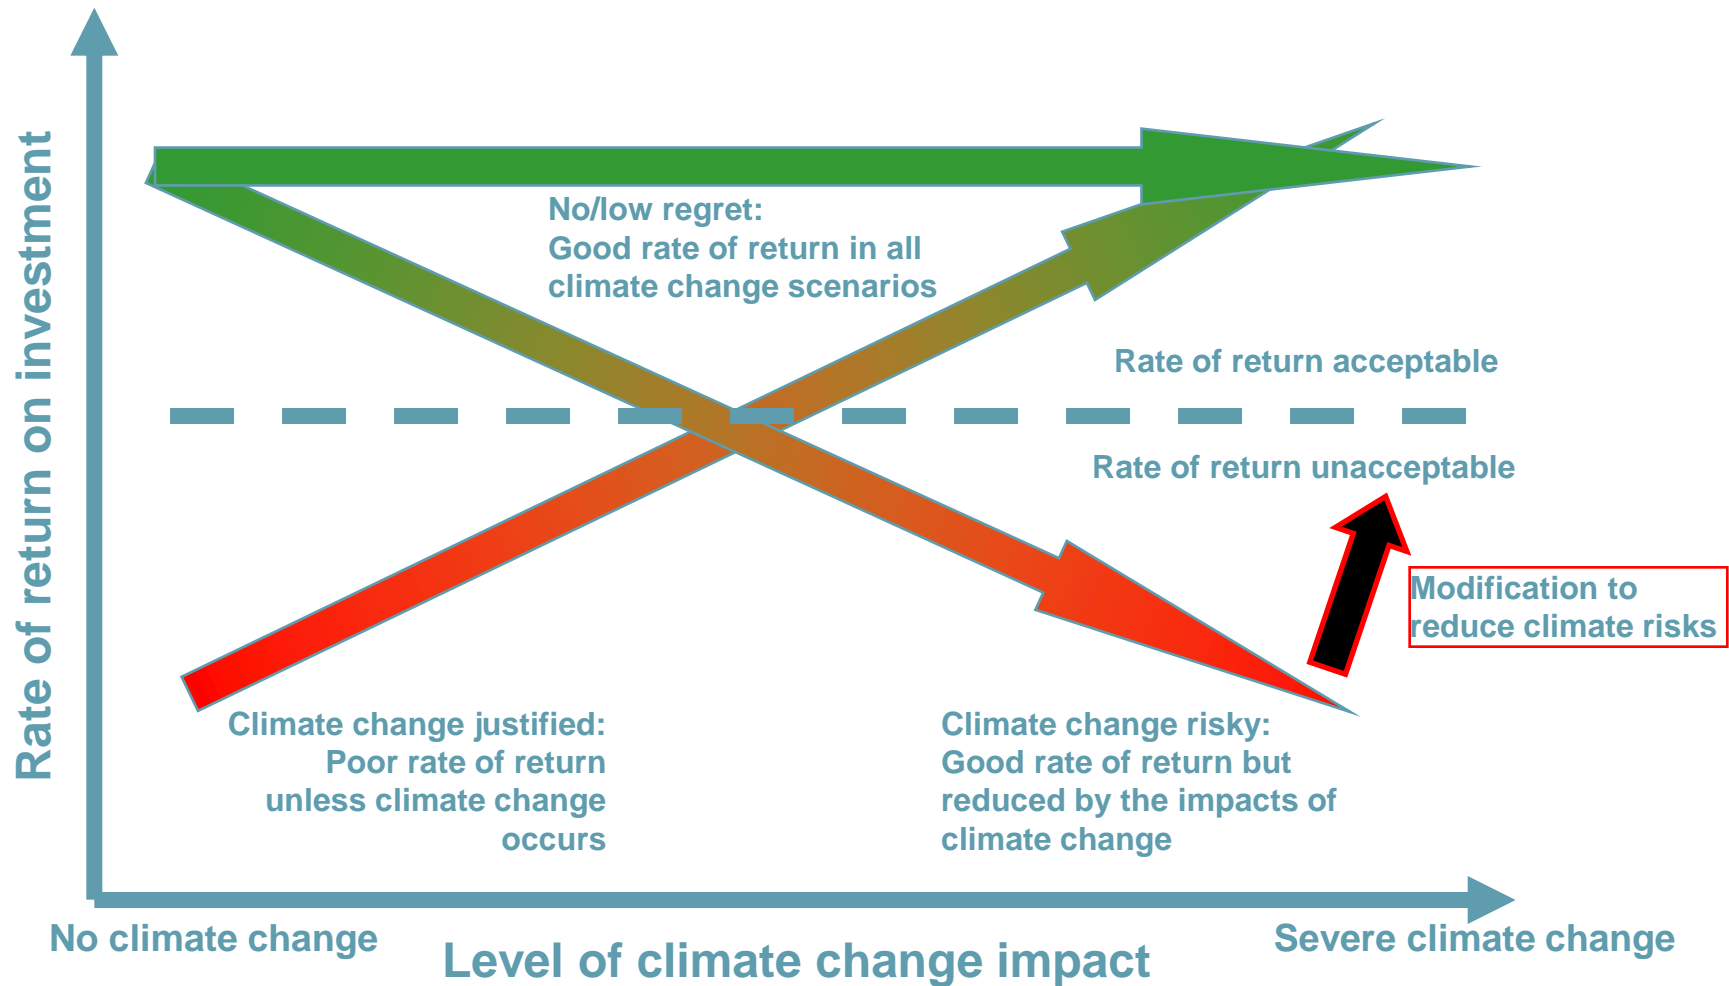 Rate of return on investment
No/low regret:
Good rate of return in all
climate change scenarios
Rate of return acceptable
Rate of return unacceptable
Modification to
reduce climate risks
Climate change justified:
Poor rate of return
unless climate change
occurs
Climate change risky:
Good rate of return but
reduced by the impacts of
climate change
No climate change
Level of climate change impact
Severe climate change